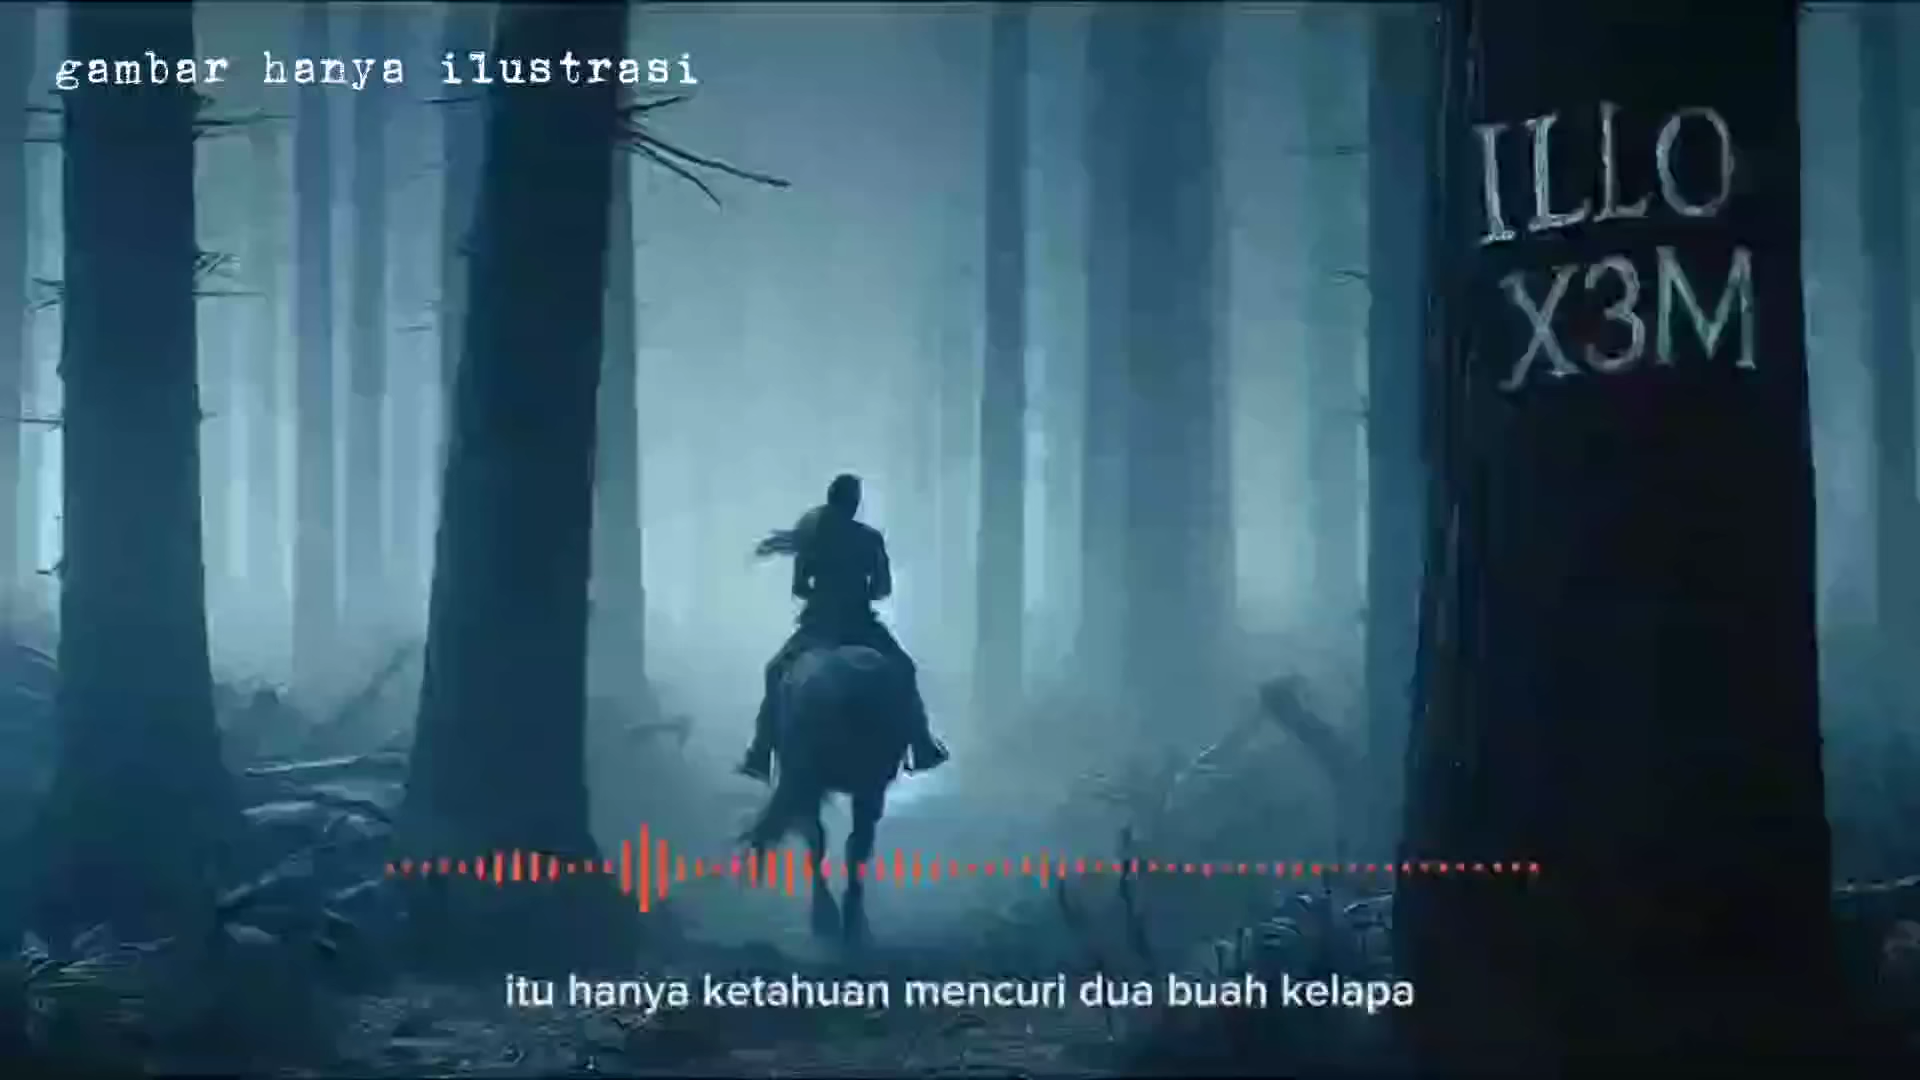 gambar hanya ilustrasi
ILLO
X3M
itu hanya ketahuan mencuri dua buah kelapa